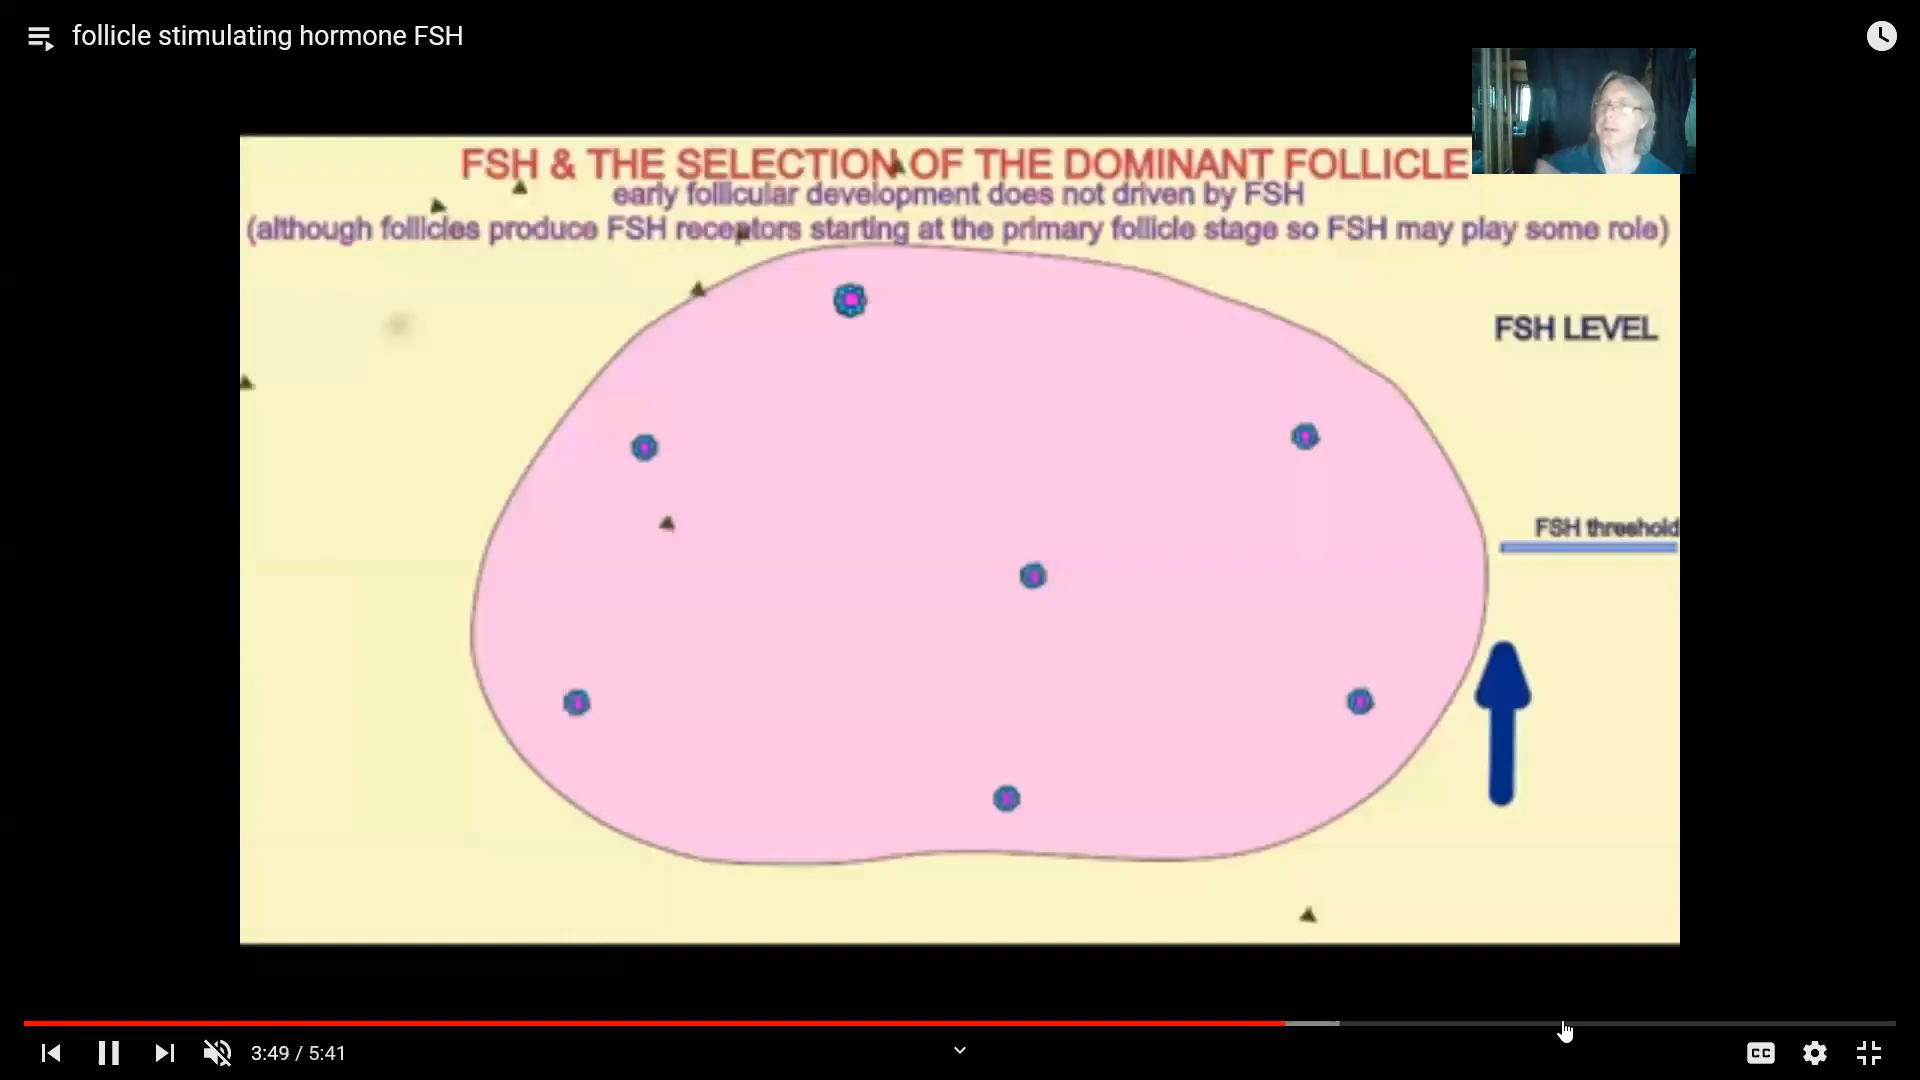 follicle stimulating hormone FSH
FSH & THE SELECTION OF THE DOMINANT FOLLICLE
early follicular development does not driven by FSH
(although follicles produce FSH receptors starting at the primary follicle stage so FSH may play some role)
FSH LEVEL
FSH threshold
3:49 / 5:41
CC